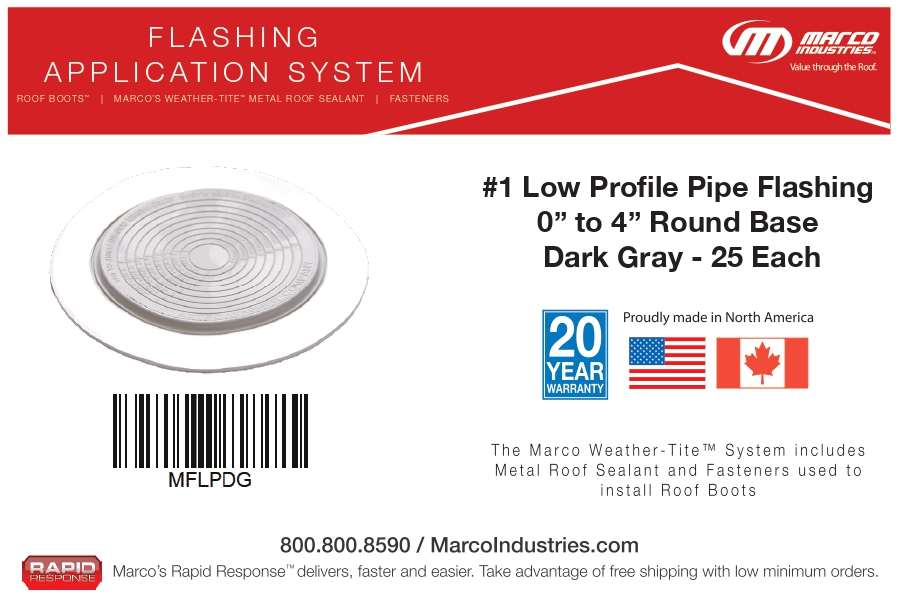 FLASHING
APPLICATION SYSTEM
ROOF BOOTS™ | MARCO'S WEATHER-TITE™ METAL ROOF SEALANT | FASTENERS
MARCO
INDUSTRIES™
Value through the Roof.
#1 Low Profile Pipe Flashing
0” to 4” Round Base
Dark Gray - 25 Each
20
YEAR
WARRANTY
Proudly made in North America
MFLPDG
The Marco Weather-Tite™ System includes
Metal Roof Sealant and Fasteners used to
install Roof Boots
800.800.8590 / MarcoIndustries.com
RAPID
RESPONSE
Marco’s Rapid Response™ delivers, faster and easier. Take advantage of free shipping with low minimum orders.